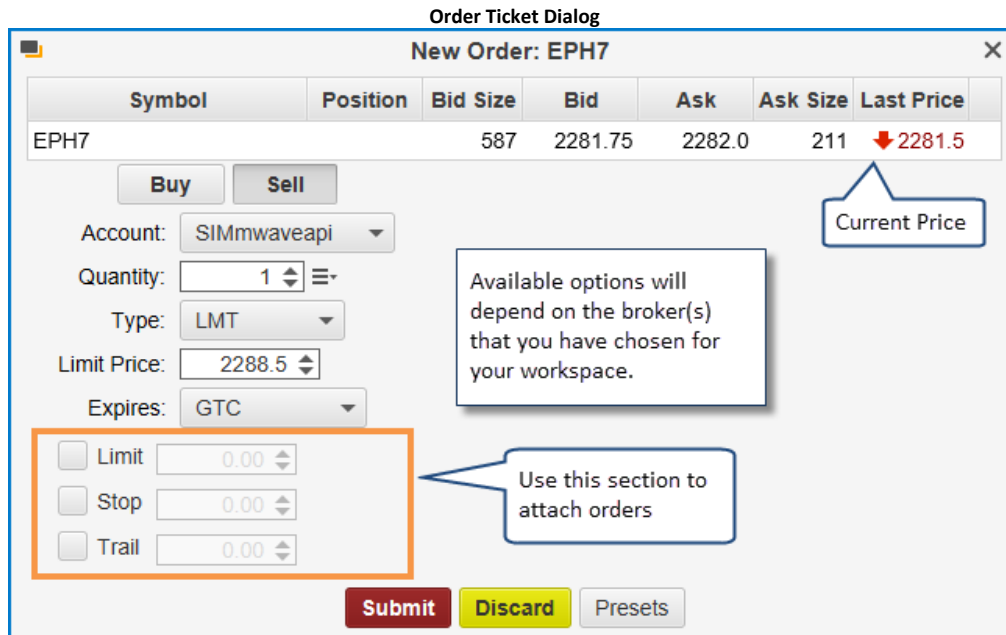 Order Ticket Dialog
New Order: EPH7
Symbol Position Bid Size Bid Ask Ask Size Last Price
EPH7 587 2281.75 2282.0 211 2281.5
Buy Sell
Current Price
Account: SIMmwaveapi
Quantity: 1
Type: LMT
Limit Price: 2288.5
Expires: GTC
Available options will
depend on the broker(s)
that you have chosen for
your workspace.
Limit 0.00
Stop 0.00
Trail 0.00
Use this section to
attach orders
Submit Discard Presets